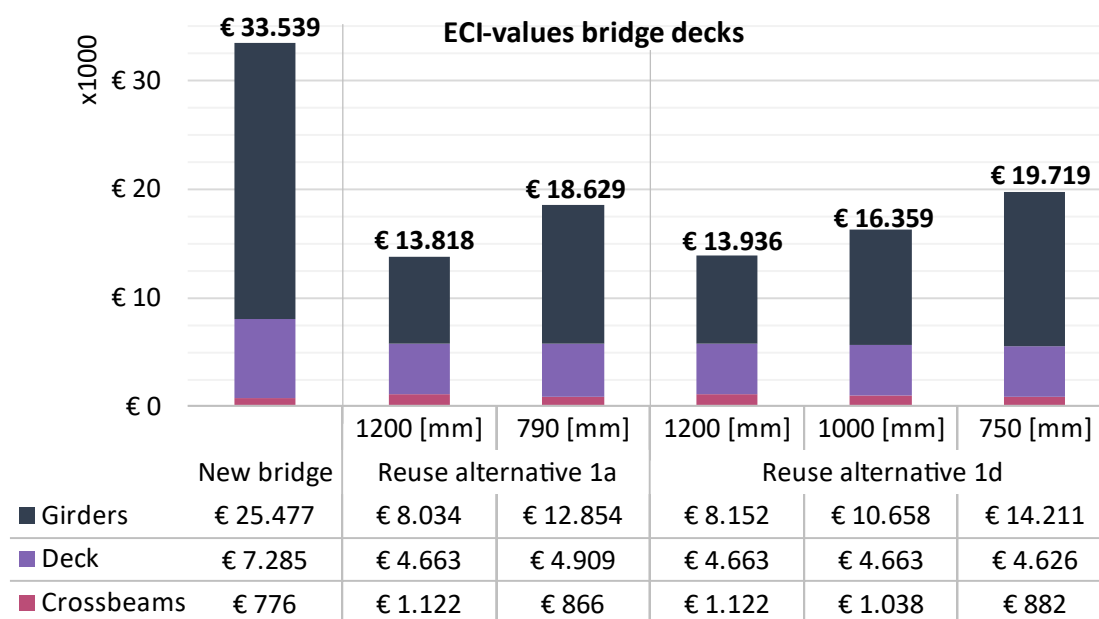 ECI-values bridge decks
x1000
€ 30
€ 20
€ 10
€ 0
€ 33.539
€ 13.818
€ 18.629
€ 13.936
€ 16.359
€ 19.719
1200 [mm] 790 [mm] 1200 [mm] 1000 [mm] 750 [mm]
New bridge Reuse alternative 1a Reuse alternative 1d
Girders € 25.477 € 8.034 € 12.854 € 8.152 € 10.658 € 14.211
Deck € 7.285 € 4.663 € 4.909 € 4.663 € 4.663 € 4.626
Crossbeams € 776 € 1.122 € 866 € 1.122 € 1.038 € 882